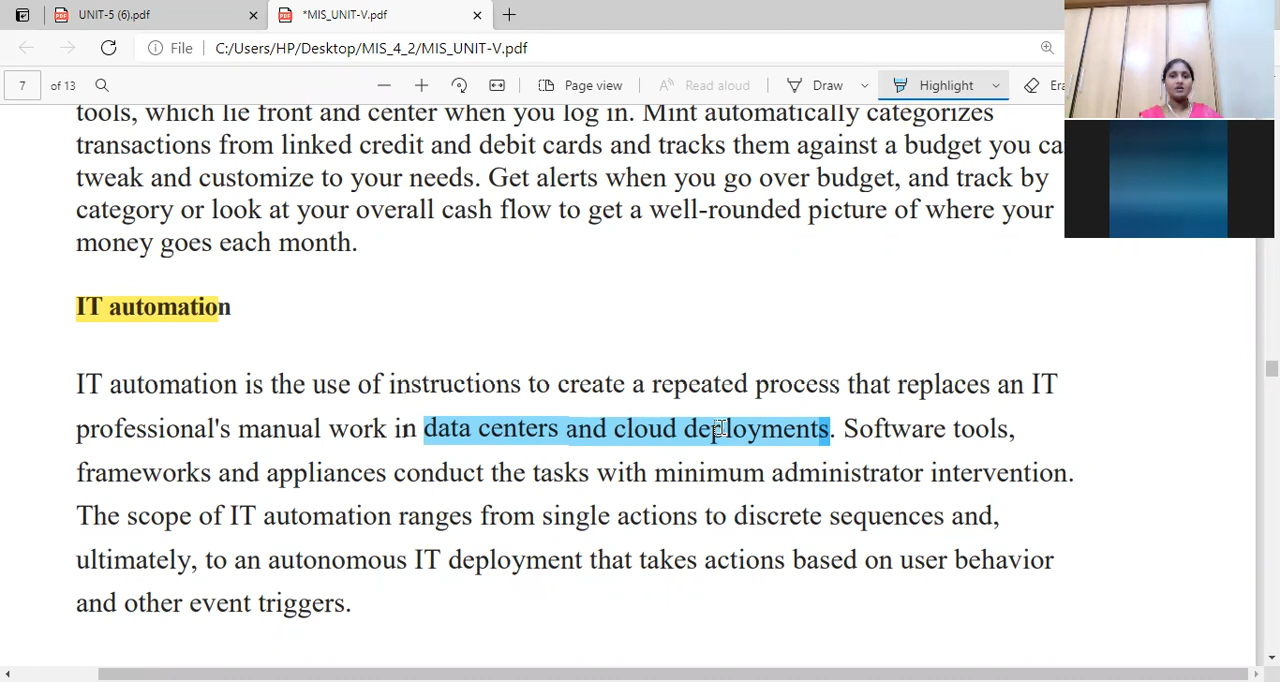 UNIT-5 (6).pdf
*MIS_UNIT-V.pdf
File
C:/Users/HP/Desktop/MIS_4_2/MIS_UNIT-V.pdf
7 of 13
Page view
Read aloud
Draw
Highlight
Era
tools, which lie front and center when you log in. Mint automatically categorizes
transactions from linked credit and debit cards and tracks them against a budget you ca
tweak and customize to your needs. Get alerts when you go over budget, and track by
category or look at your overall cash flow to get a well-rounded picture of where your
money goes each month.
IT automation
IT automation is the use of instructions to create a repeated process that replaces an IT
professional's manual work in data centers and cloud deployments. Software tools,
frameworks and appliances conduct the tasks with minimum administrator intervention.
The scope of IT automation ranges from single actions to discrete sequences and,
ultimately, to an autonomous IT deployment that takes actions based on user behavior
and other event triggers.